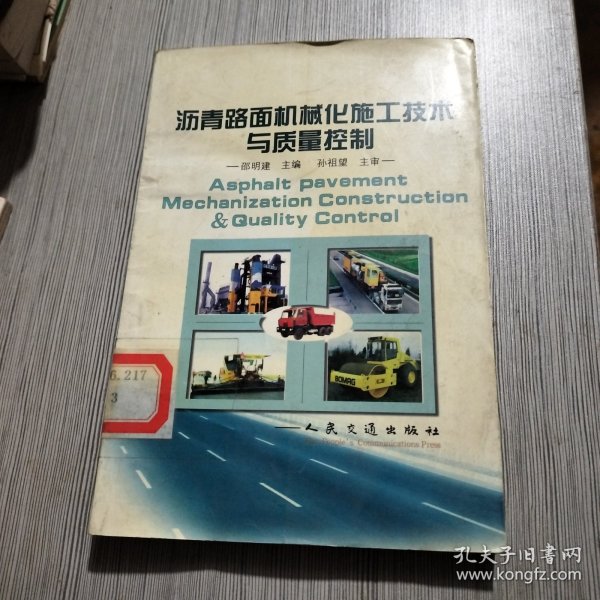 沥青路面机械化施工技术
与质量控制
—邵明建 主编 孙祖望 主审—
Asphalt pavement
Mechanization Construction
& Quality Control
BOMAG
6.217
3
——人民交通出版社
The People's Communications Press
孔夫子旧书网
www.kongfz.com